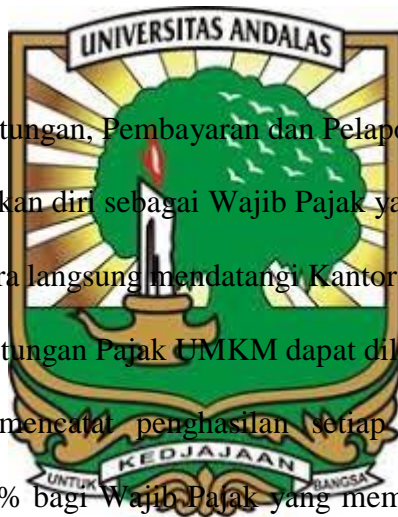 UNIVERSITAS ANDALAS
tungan, Pembayaran dan Pelapo
kan diri sebagai Wajib Pajak ya
ra langsung mendatangi Kantor
tungan Pajak UMKM dapat dil
mencatat penghasilan setiap
UNTUK KEDJAJAAN BANGSA
% bagi Wajib Pajak yang mem